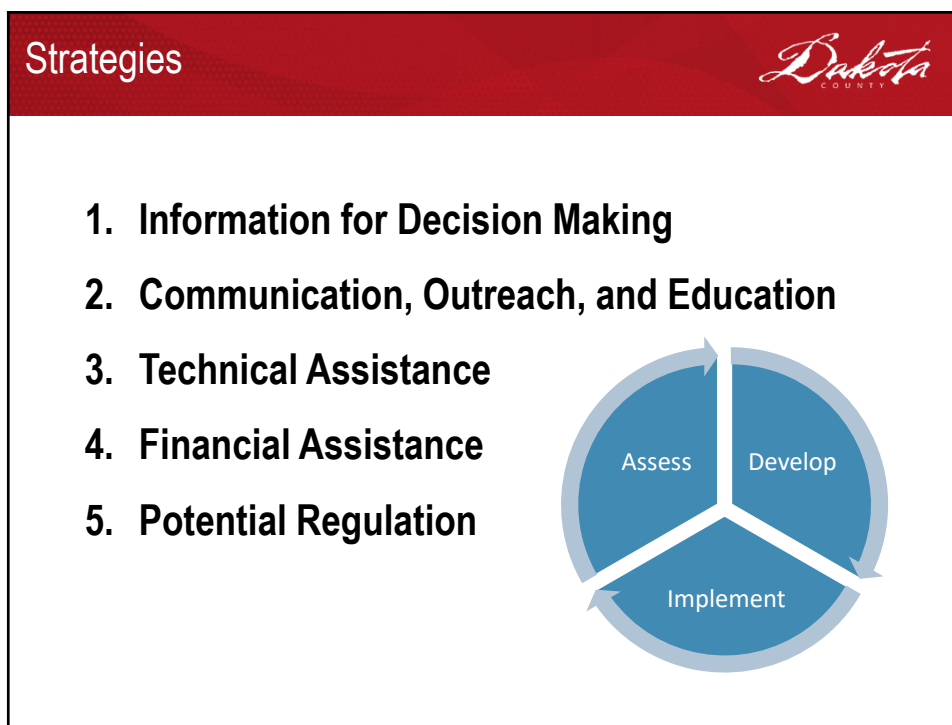 Strategies
Dakota
COUNTY
1. Information for Decision Making
2. Communication, Outreach, and Education
3. Technical Assistance
4. Financial Assistance
5. Potential Regulation
Assess
Develop
Implement